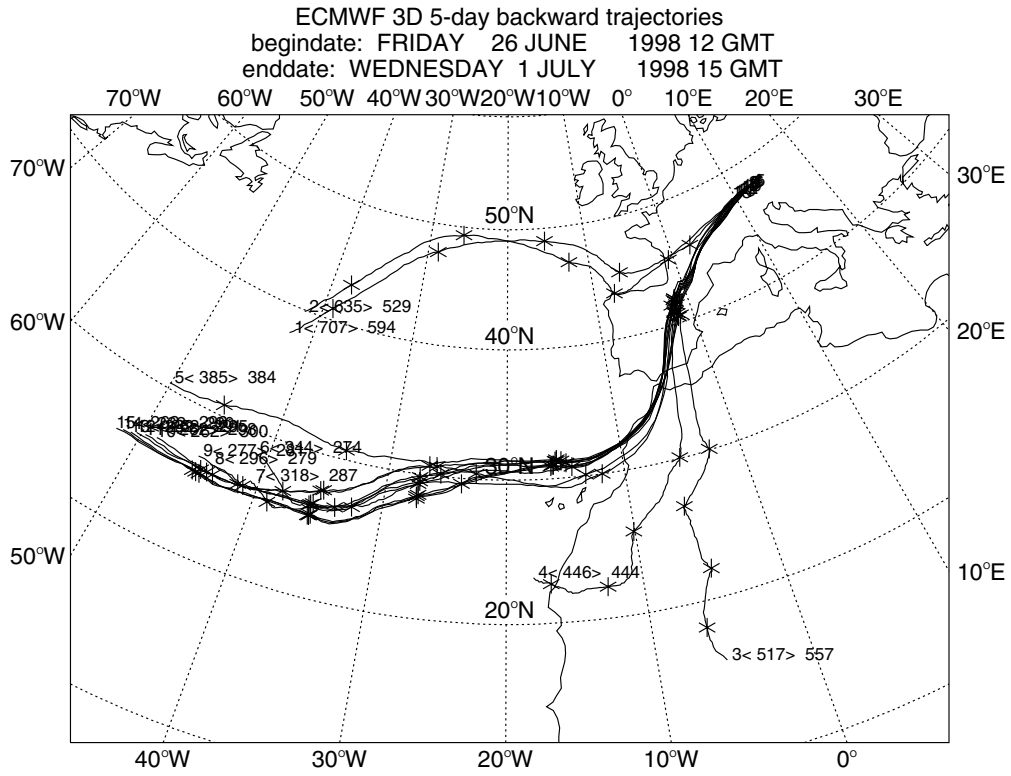 ECMWF 3D 5-day backward trajectories
begindate: FRIDAY 26 JUNE 1998 12 GMT
enddate: WEDNESDAY 1 JULY 1998 15 GMT
70°W 60°W 50°W 40°W 30°W 20°W 10°W 0° 10°E 20°E 30°E
70°W
30°E
50°N
2< 635> 529
1< 707> 594
60°W
20°E
40°N
5< 385> 384
9< 277>
6< 344> 274
8< 296> 279
30°N
7< 318> 287
50°W
10°E
4< 446> 444
20°N
3< 517> 557
40°W 30°W 20°W 10°W 0°